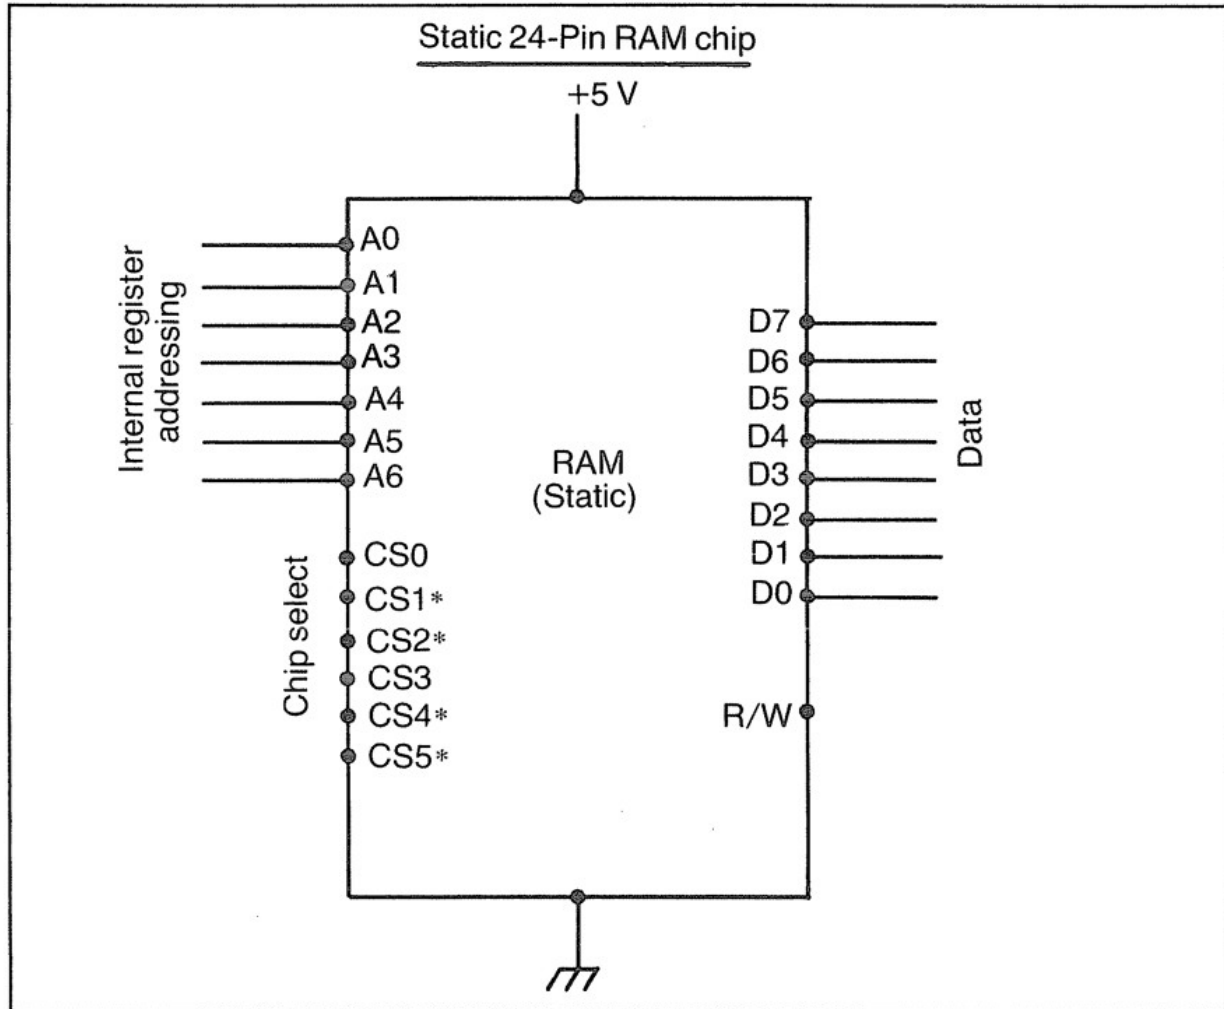 Static 24-Pin RAM chip
+5 V
Internal register
addressing
A0
A1
A2
A3
A4
A5
A6
Chip select
CS0
CS1*
CS2*
CS3
CS4*
CS5*
RAM
(Static)
D7
D6
D5
D4
D3
D2
D1
D0
Data
R/W